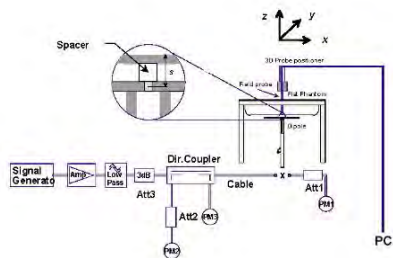 z
y
x
Spacer
s
3D Probe positioner
Field probe
Flat Phantom
Dipole
Signal
Generato
Amp
Low
Pass
3dB
Att3
Dir.Coupler
Cable
x
Att1
PM1
Att2
PM3
PM2
PC